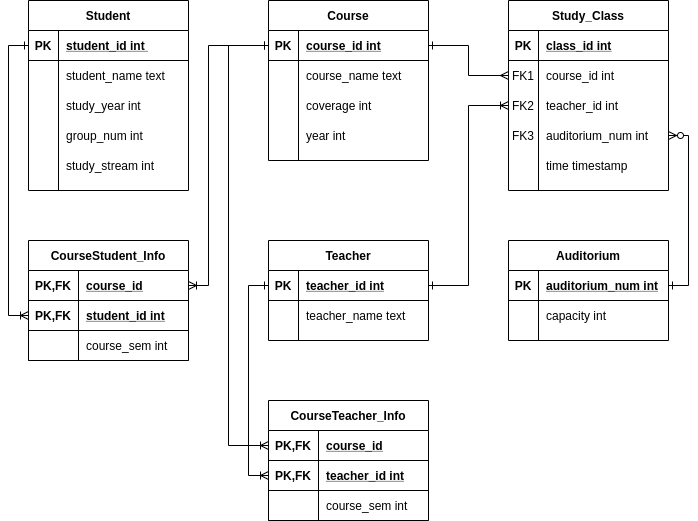 Student
PK student_id int
student_name text
study_year int
group_num int
study_stream int
Course
PK course_id int
course_name text
coverage int
year int
Study_Class
PK class_id int
FK1 course_id int
FK2 teacher_id int
FK3 auditorium_num int
time timestamp
CourseStudent_Info
PK,FK course_id
PK,FK student_id int
course_sem int
Teacher
PK teacher_id int
teacher_name text
Auditorium
PK auditorium_num int
capacity int
CourseTeacher_Info
PK,FK course_id
PK,FK teacher_id int
course_sem int